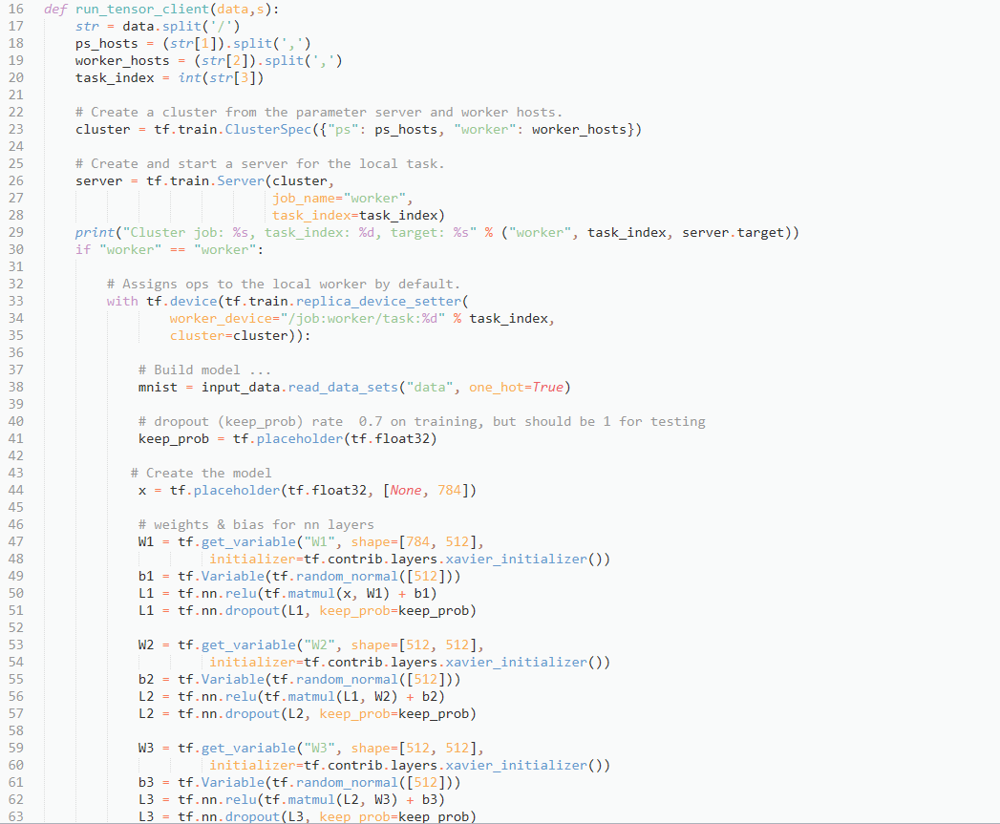 16 def run_tensor_client(data,s):
17     str = data.split('/')
18     ps_hosts = (str[1]).split(',')
19     worker_hosts = (str[2]).split(',')
20     task_index = int(str[3])
21
22     # Create a cluster from the parameter server and worker hosts.
23     cluster = tf.train.ClusterSpec({"ps": ps_hosts, "worker": worker_hosts})
24
25     # Create and start a server for the local task.
26     server = tf.train.Server(cluster,
27                              job_name="worker",
28                              task_index=task_index)
29     print("Cluster job: %s, task_index: %d, target: %s" % ("worker", task_index, server.target))
30     if "worker" == "worker":
31
32         # Assigns ops to the local worker by default.
33         with tf.device(tf.train.replica_device_setter(
34                 worker_device="/job:worker/task:%d" % task_index,
35                 cluster=cluster)):
36
37             # Build model ...
38             mnist = input_data.read_data_sets("data", one_hot=True)
39
40             # dropout (keep_prob) rate  0.7 on training, but should be 1 for testing
41             keep_prob = tf.placeholder(tf.float32)
42
43            # Create the model
44             x = tf.placeholder(tf.float32, [None, 784])
45
46             # weights & bias for nn layers
47             W1 = tf.get_variable("W1", shape=[784, 512],
48                      initializer=tf.contrib.layers.xavier_initializer())
49             b1 = tf.Variable(tf.random_normal([512]))
50             L1 = tf.nn.relu(tf.matmul(x, W1) + b1)
51             L1 = tf.nn.dropout(L1, keep_prob=keep_prob)
52
53             W2 = tf.get_variable("W2", shape=[512, 512],
54                      initializer=tf.contrib.layers.xavier_initializer())
55             b2 = tf.Variable(tf.random_normal([512]))
56             L2 = tf.nn.relu(tf.matmul(L1, W2) + b2)
57             L2 = tf.nn.dropout(L2, keep_prob=keep_prob)
58
59             W3 = tf.get_variable("W3", shape=[512, 512],
60                      initializer=tf.contrib.layers.xavier_initializer())
61             b3 = tf.Variable(tf.random_normal([512]))
62             L3 = tf.nn.relu(tf.matmul(L2, W3) + b3)
63             L3 = tf.nn.dropout(L3, keep_prob=keep_prob)